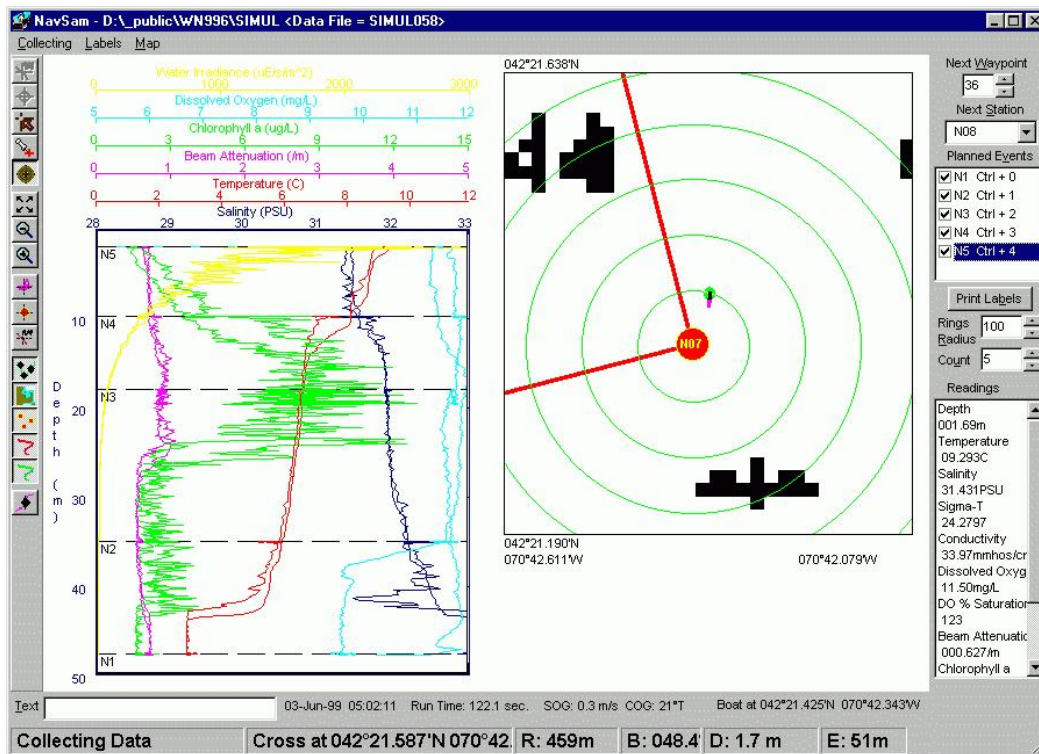 NavSam - D:\_public\WN996\SIMUL <Data File = SIMUL058>
Collecting Labels Map
Water Irradiance (uE/s/m^2)
0 1000 2000 3000
Dissolved Oxygen (mg/L)
5 6 7 8 9 10 11 12
Chlorophyll a (ug/L)
0 3 6 9 12 15
Beam Attenuation (/m)
0 1 2 3 4 5
Temperature (C)
0 2 4 6 8 10 12
Salinity (PSU)
28 29 30 31 32 33
N5
10
N4
N3
20
Depth (m)
30
N2
40
N1
50
042°21.638'N
N07
042°21.190'N
070°42.611'W 070°42.079'W
Next Waypoint
36
Next Station
N08
Planned Events
N1 Ctrl + 0
N2 Ctrl + 1
N3 Ctrl + 2
N4 Ctrl + 3
N5 Ctrl + 4
Print Labels
Rings Radius 100
Count 5
Readings
Depth
001.69m
Temperature
09.293C
Salinity
31.431PSU
Sigma-T
24.2797
Conductivity
33.97mmhos/cr
Dissolved Oxyg
11.50mg/L
DO % Saturation
123
Beam Attenuatic
000.627/m
Chlorophyll a
Text 03-Jun-99 05:02:11 Run Time: 122.1 sec. SOG: 0.3 m/s COG: 21°T Boat at 042°21.425'N 070°42.343'W
Collecting Data Cross at 042°21.587'N 070°42. R: 459m B: 048.4° D: 1.7 m E: 51m